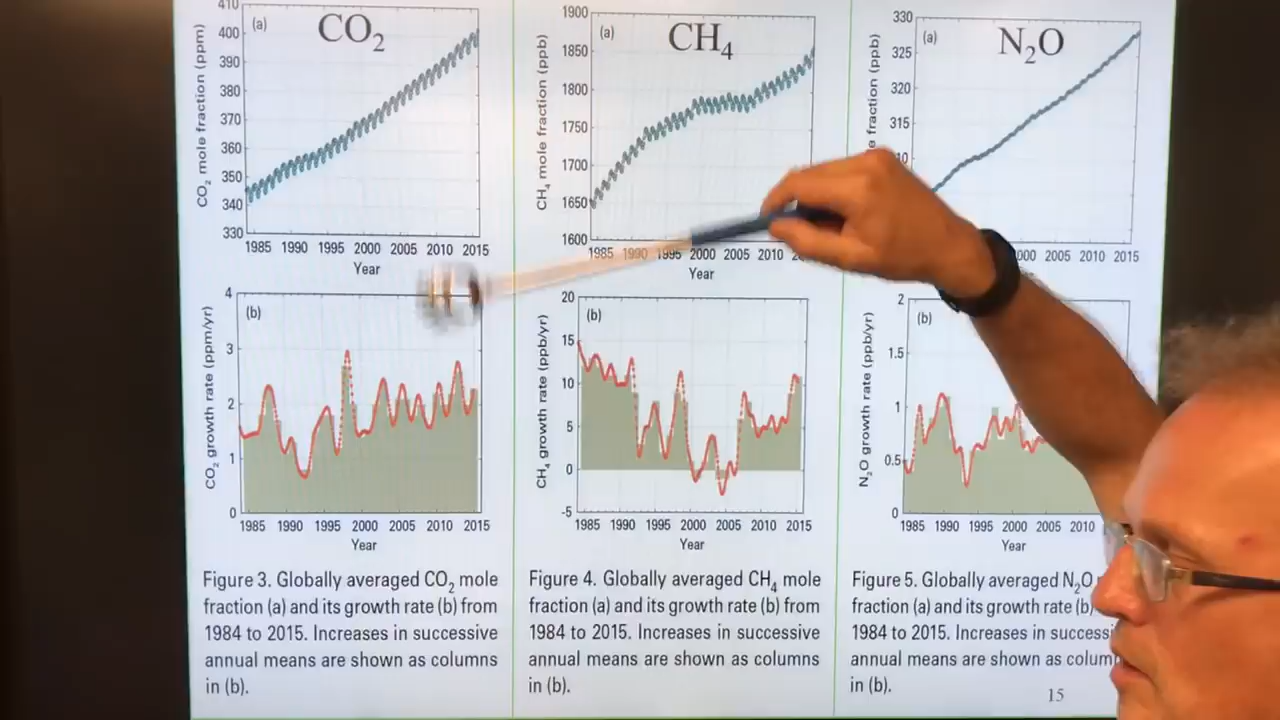 410
400
390
380
370
360
350
340
330
(a)
CO2
CO2 mole fraction (ppm)
1985 1990 1995 2000 2005 2010 2015
Year
4
3
2
1
0
(b)
CO2 growth rate (ppm/yr)
1985 1990 1995 2000 2005 2010 2015
Year
Figure 3. Globally averaged CO2 mole
fraction (a) and its growth rate (b) from
1984 to 2015. Increases in successive
annual means are shown as columns
in (b).
1900
1850
1800
1750
1700
1650
1600
(a)
CH4
CH4 mole fraction (ppb)
1985 1990 1995 2000 2005 2010
Year
20
15
10
5
0
-5
(b)
CH4 growth rate (ppb/yr)
1985 1990 1995 2000 2005 2010 2015
Year
Figure 4. Globally averaged CH4 mole
fraction (a) and its growth rate (b) from
1984 to 2015. Increases in successive
annual means are shown as columns
in (b).
330
325
320
315
(a)
N2O
fraction (ppb)
2010 2015
2
1.5
1
0.5
0
(b)
N2O growth rate (ppb/yr)
1985 1990 1995 2000 2005 2010
Year
Figure 5. Globally averaged N2O
fraction (a) and its growth rate (b)
1984 to 2015. Increases in
annual means are shown as
in (b).
15